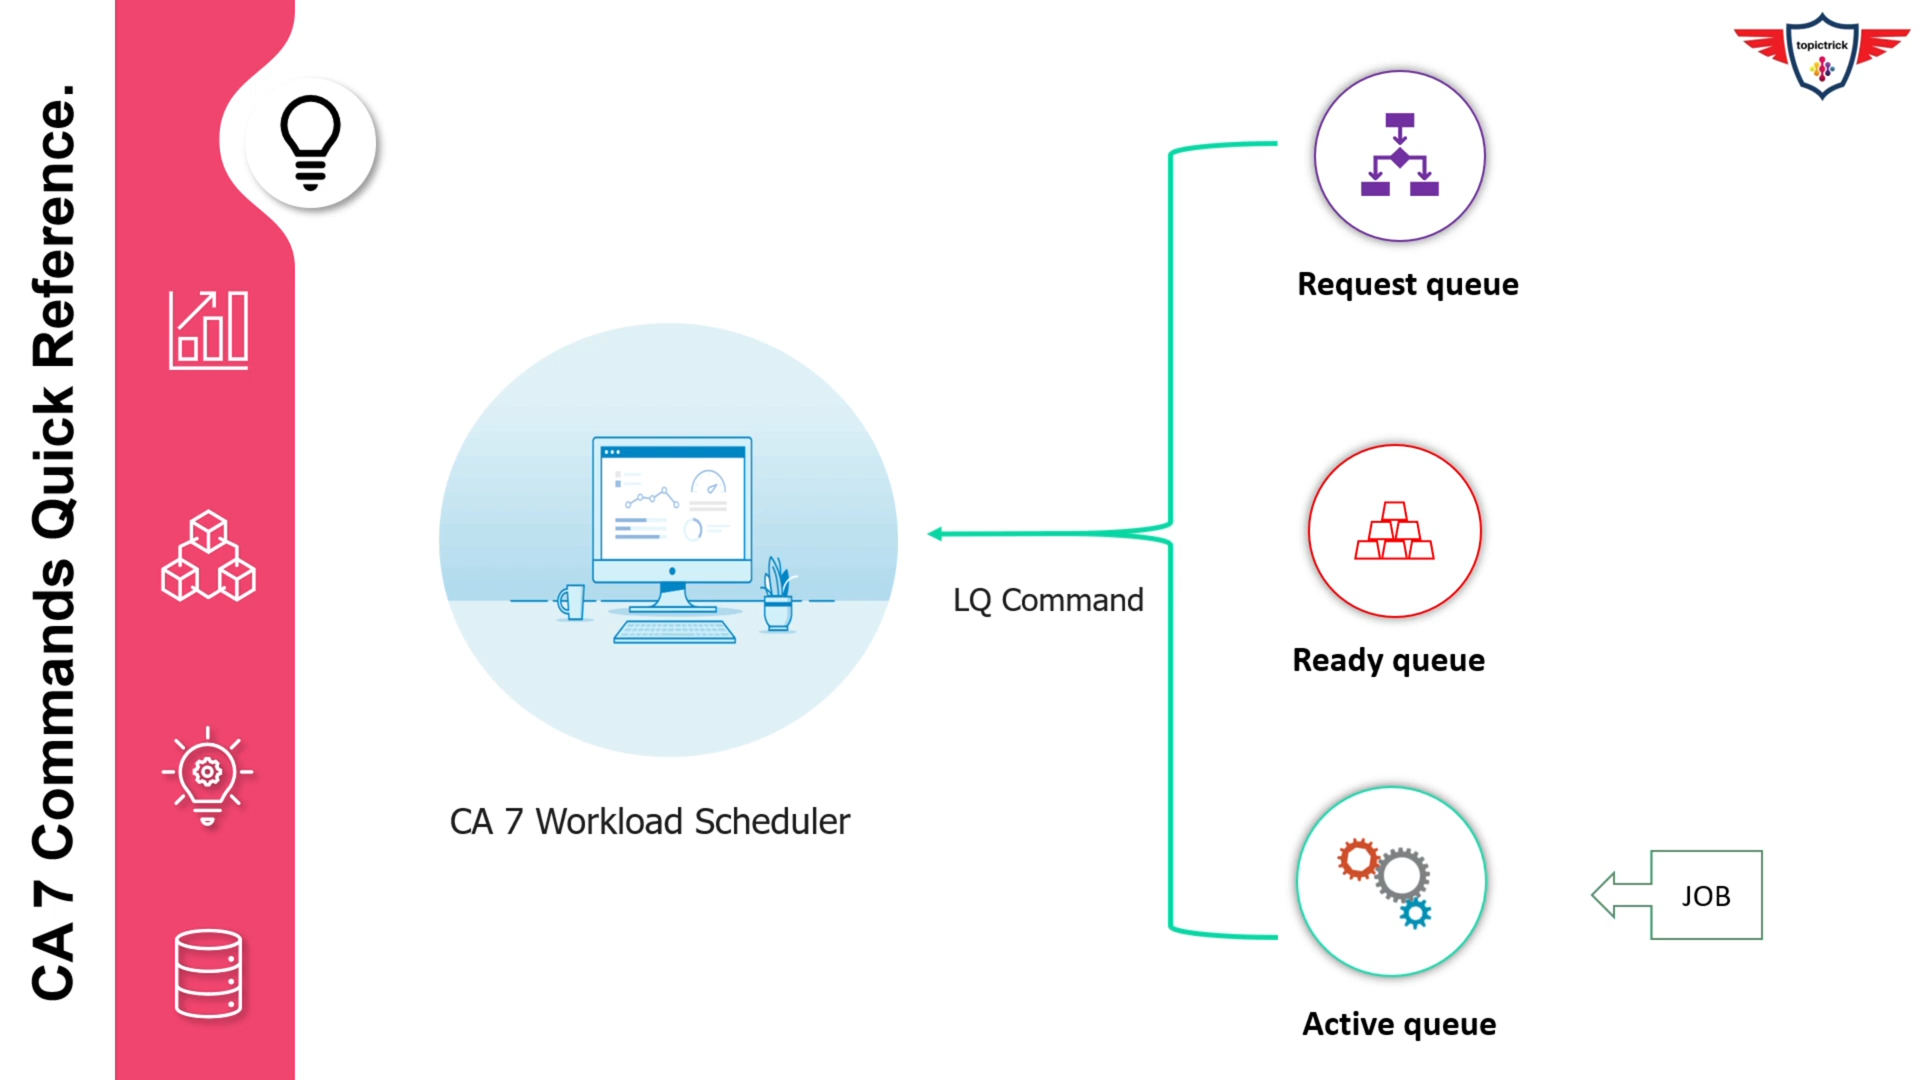 CA 7 Commands Quick Reference.
topictrick
Request queue
LQ Command
Ready queue
CA 7 Workload Scheduler
JOB
Active queue